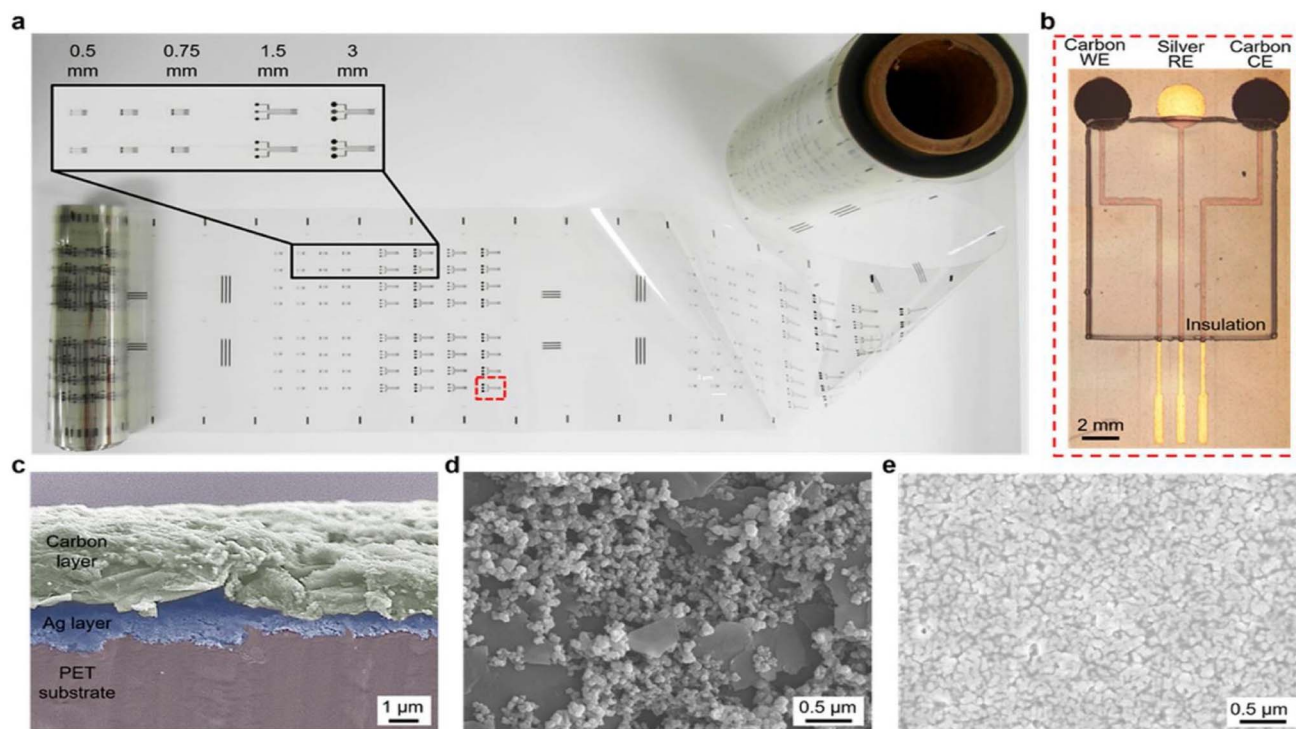 a
0.5 0.75 1.5 3
mm mm mm mm
b
Carbon Silver Carbon
WE RE CE
Insulation
2 mm
c
Carbon
layer
Ag layer
PET
substrate
1 µm
d
0.5 µm
e
0.5 µm